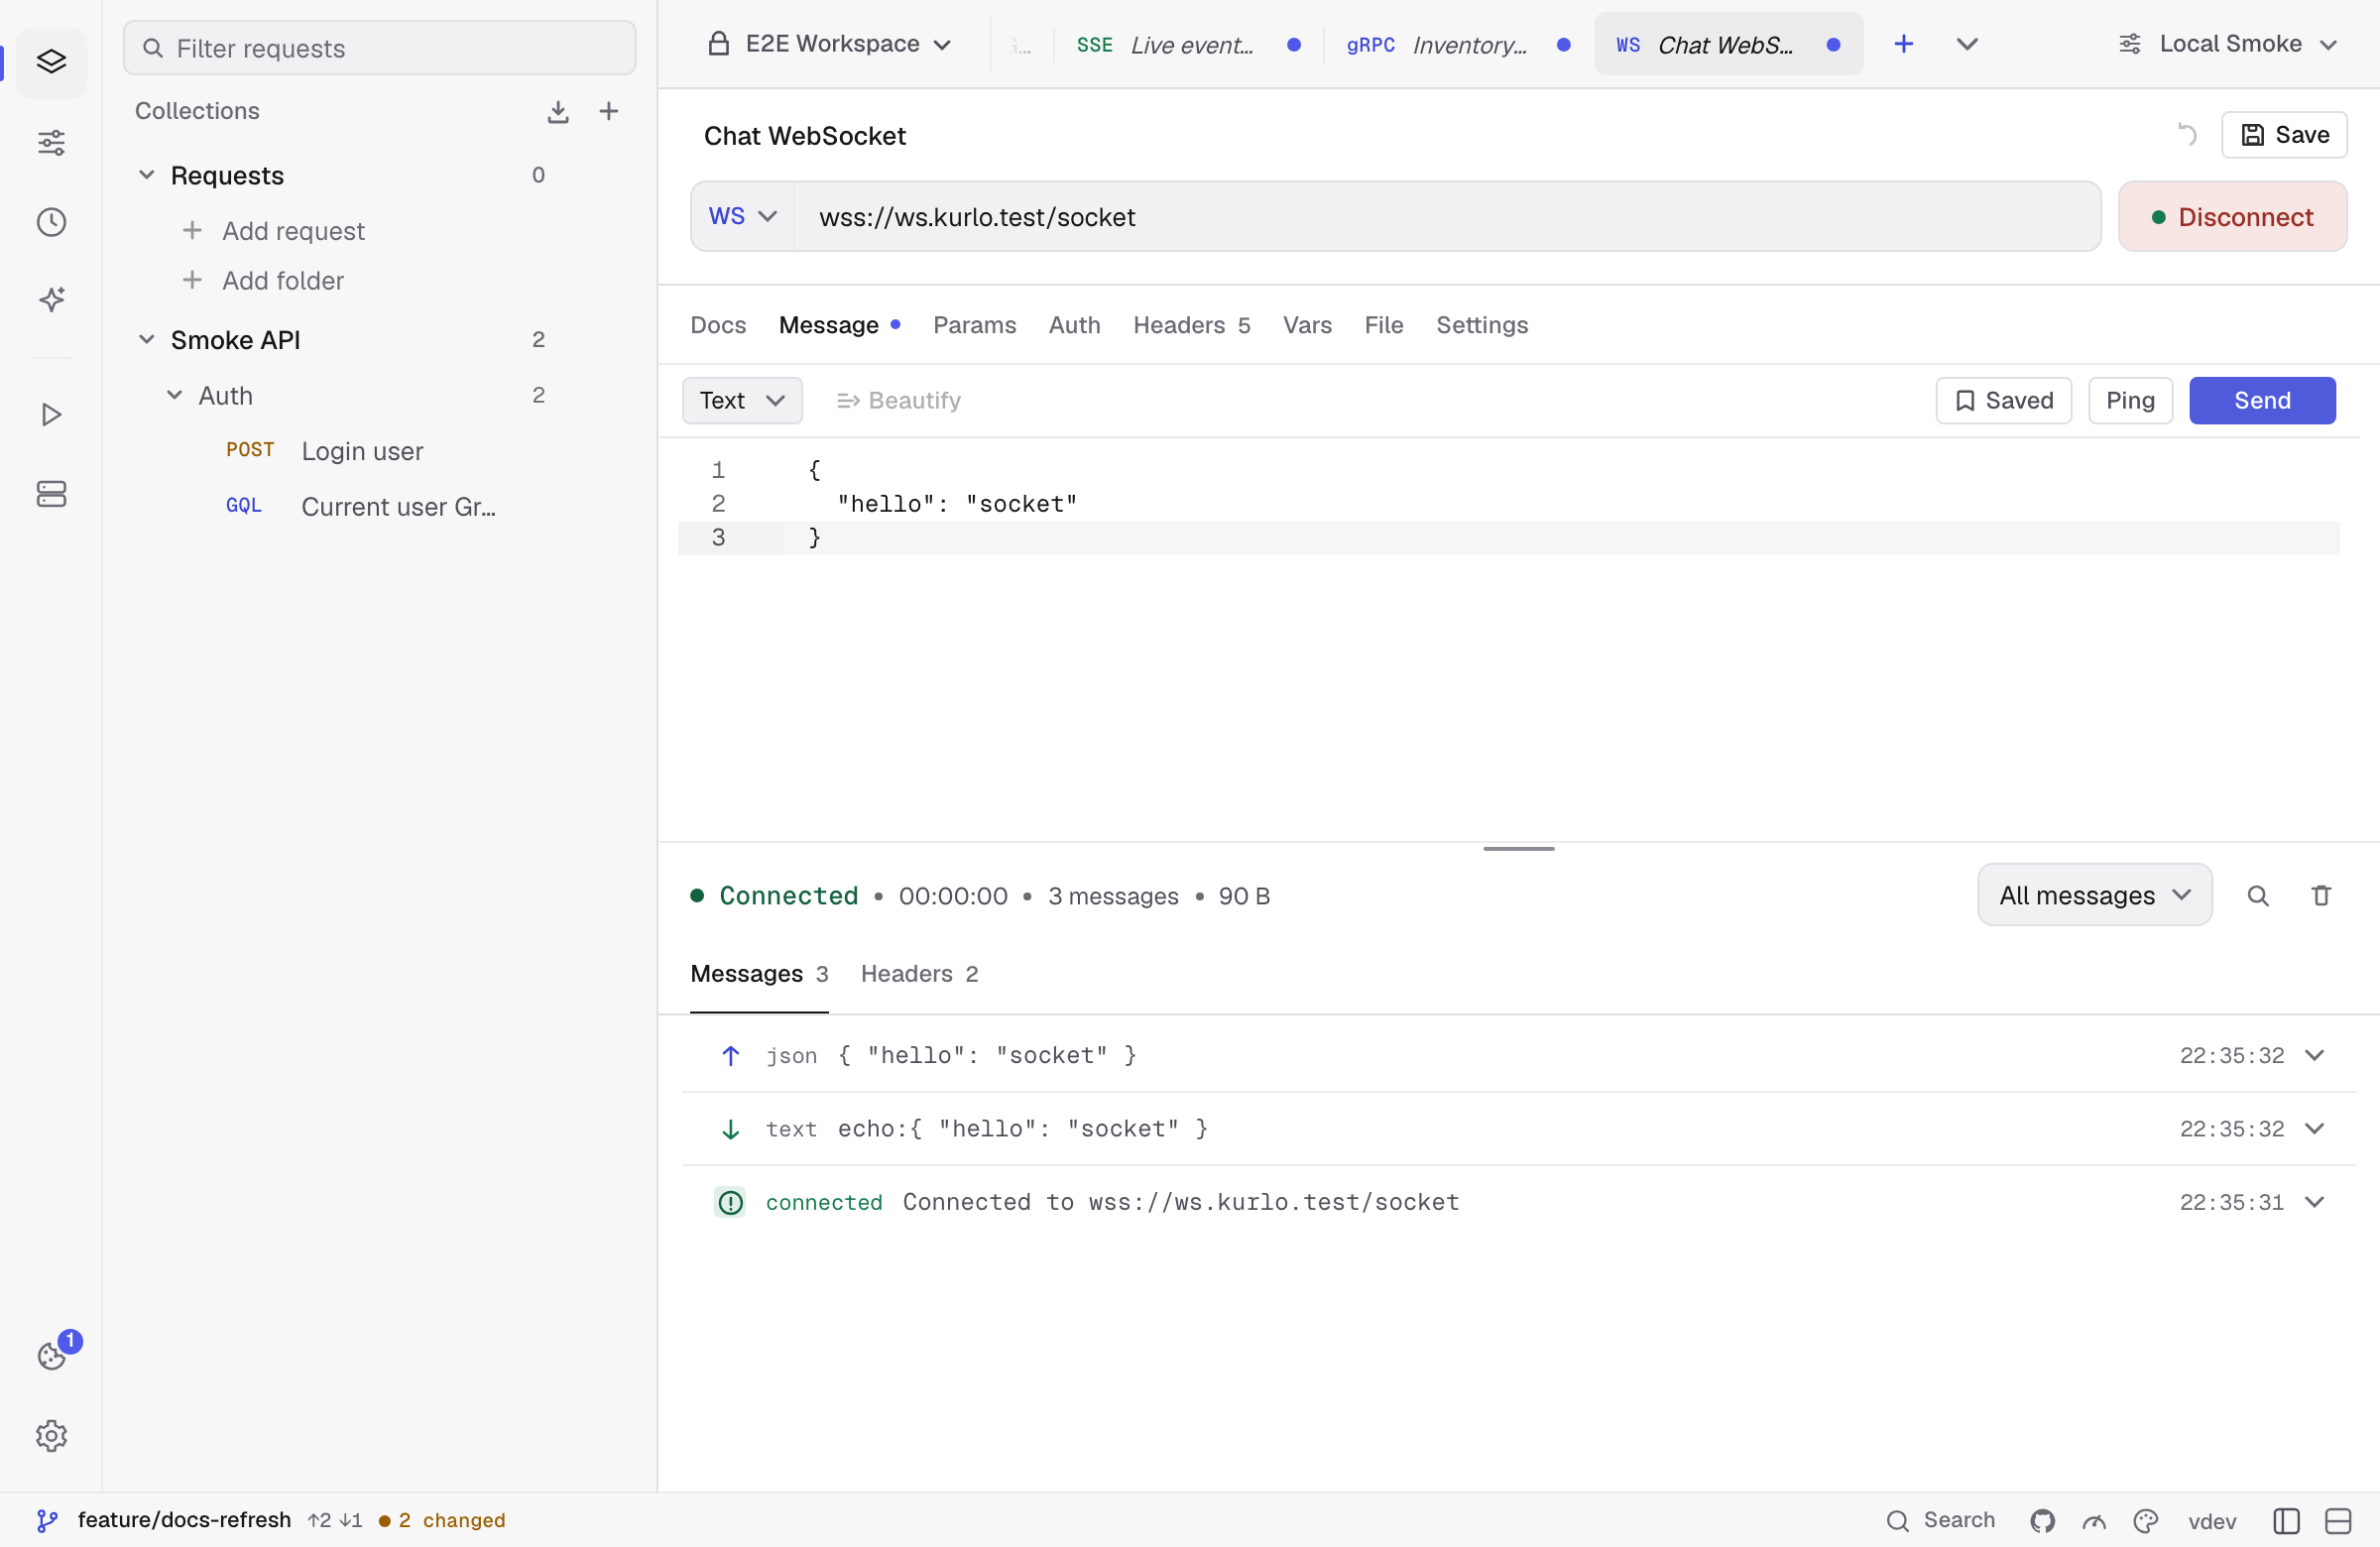 Filter requests
Collections
Requests 0
Add request
Add folder
Smoke API 2
Auth 2
POST Login user
GQL Current user Gr...
1
E2E Workspace
SSE Live event...
gRPC Inventory...
WS Chat WebS...
Local Smoke
Chat WebSocket
Save
WS wss://ws.kurlo.test/socket
Disconnect
Docs Message Params Auth Headers 5 Vars File Settings
Text Beautify Saved Ping Send
1 {
2 "hello": "socket"
3 }
Connected • 00:00:00 • 3 messages • 90 B
All messages
Messages 3 Headers 2
↑ json { "hello": "socket" } 22:35:32
↓ text echo:{ "hello": "socket" } 22:35:32
connected Connected to wss://ws.kurlo.test/socket 22:35:31
feature/docs-refresh ↑2 ↓1 2 changed
Search vdev